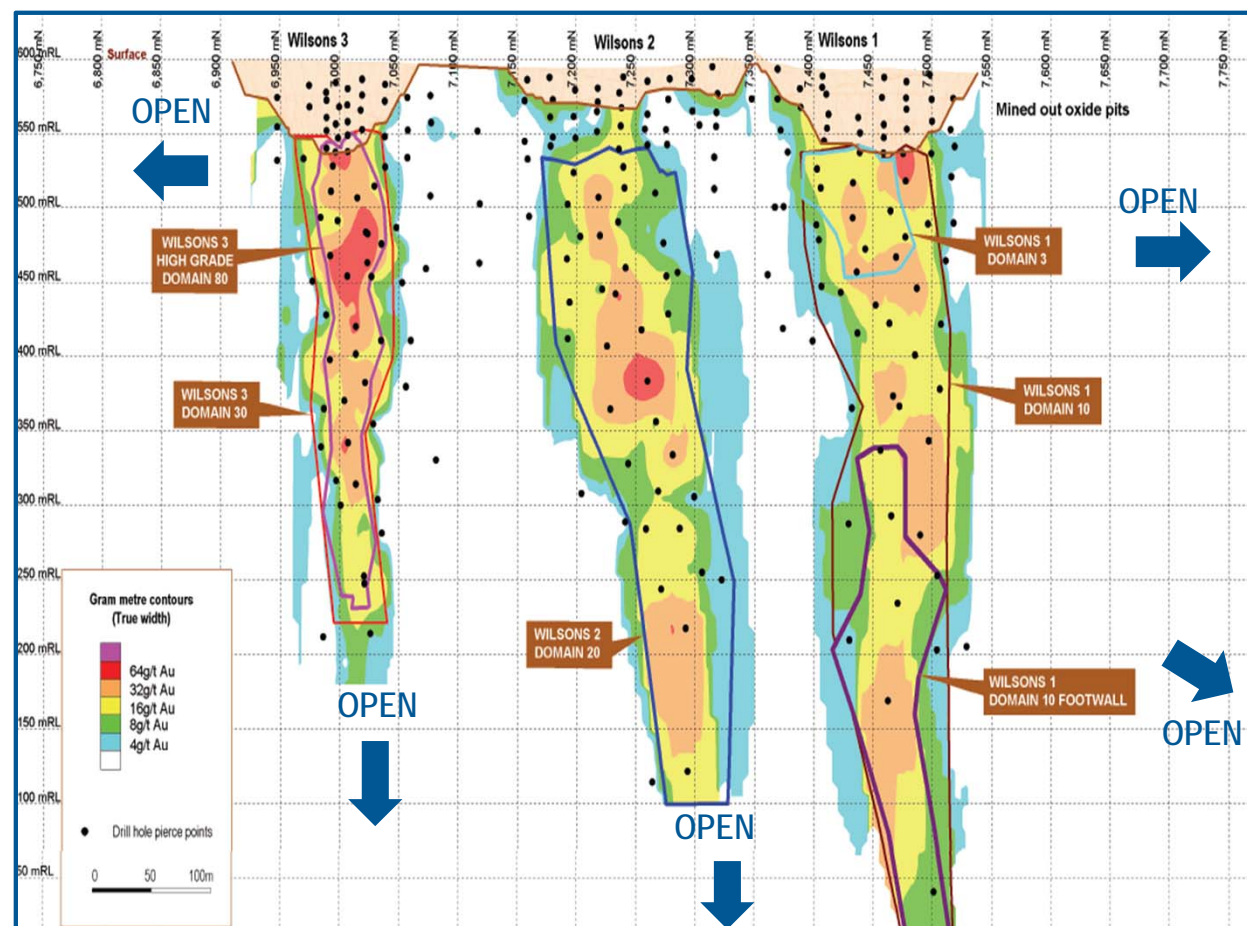 Wilsons 3
Wilsons 2
Wilsons 1
6,750 mN
6,800 mN
6,850 mN
6,900 mN
6,950 mN
7,000 mN
7,050 mN
7,100 mN
7,150 mN
7,200 mN
7,250 mN
7,300 mN
7,350 mN
7,400 mN
7,450 mN
7,500 mN
7,550 mN
7,600 mN
7,650 mN
7,700 mN
7,750 mN
Surface
600 mRL
550 mRL
500 mRL
450 mRL
400 mRL
350 mRL
300 mRL
250 mRL
200 mRL
150 mRL
100 mRL
50 mRL
Mined out oxide pits
OPEN
OPEN
WILSONS 3
HIGH GRADE
DOMAIN 80
WILSONS 1
DOMAIN 3
WILSONS 3
DOMAIN 30
WILSONS 1
DOMAIN 10
WILSONS 2
DOMAIN 20
WILSONS 1
DOMAIN 10 FOOTWALL
OPEN
OPEN
OPEN
Gram metre contours
(True width)
64g/t Au
32g/t Au
16g/t Au
8g/t Au
4g/t Au
Drill hole pierce points
0 50 100m